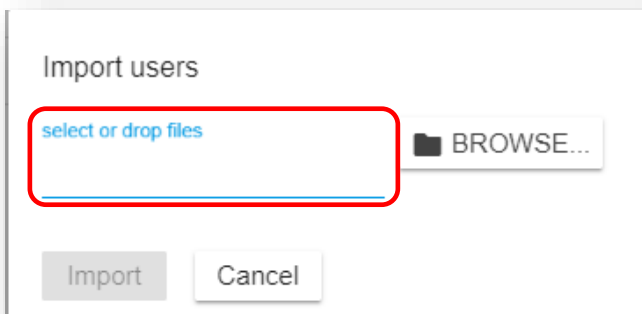 Import users
select or drop files
BROWSE...
Import
Cancel